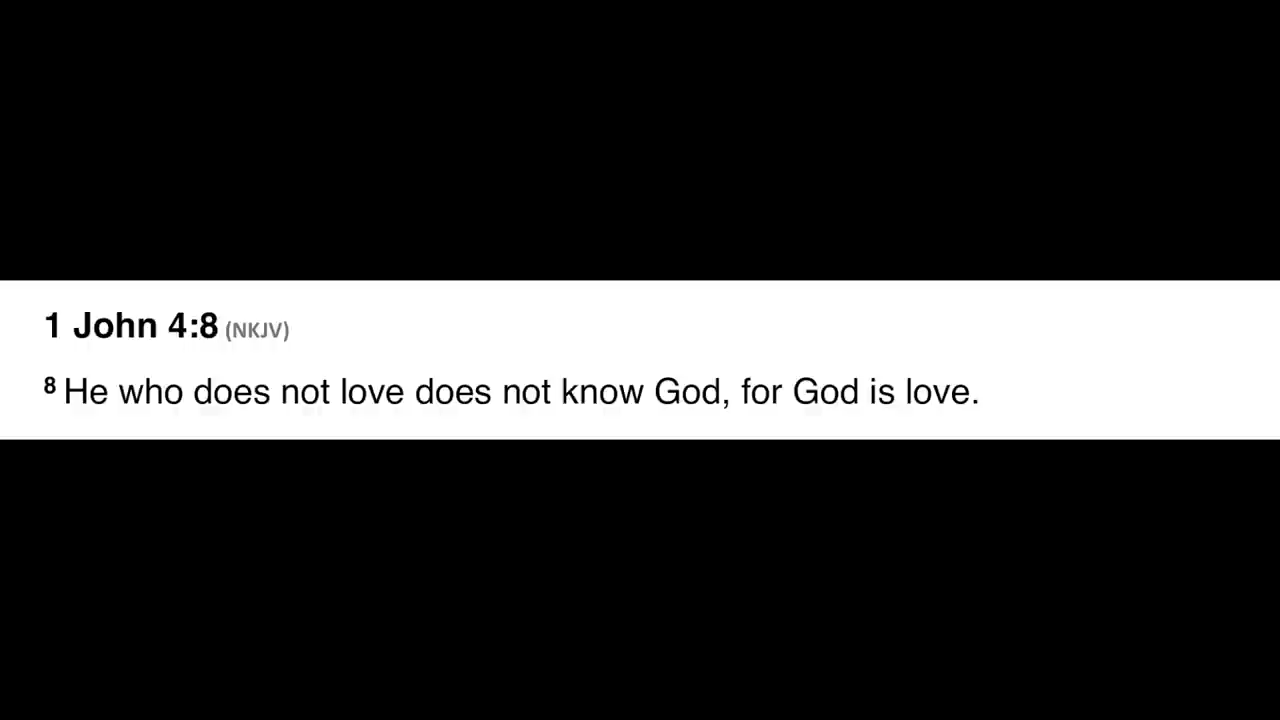 1 John 4:8 (NKJV)
8 He who does not love does not know God, for God is love.